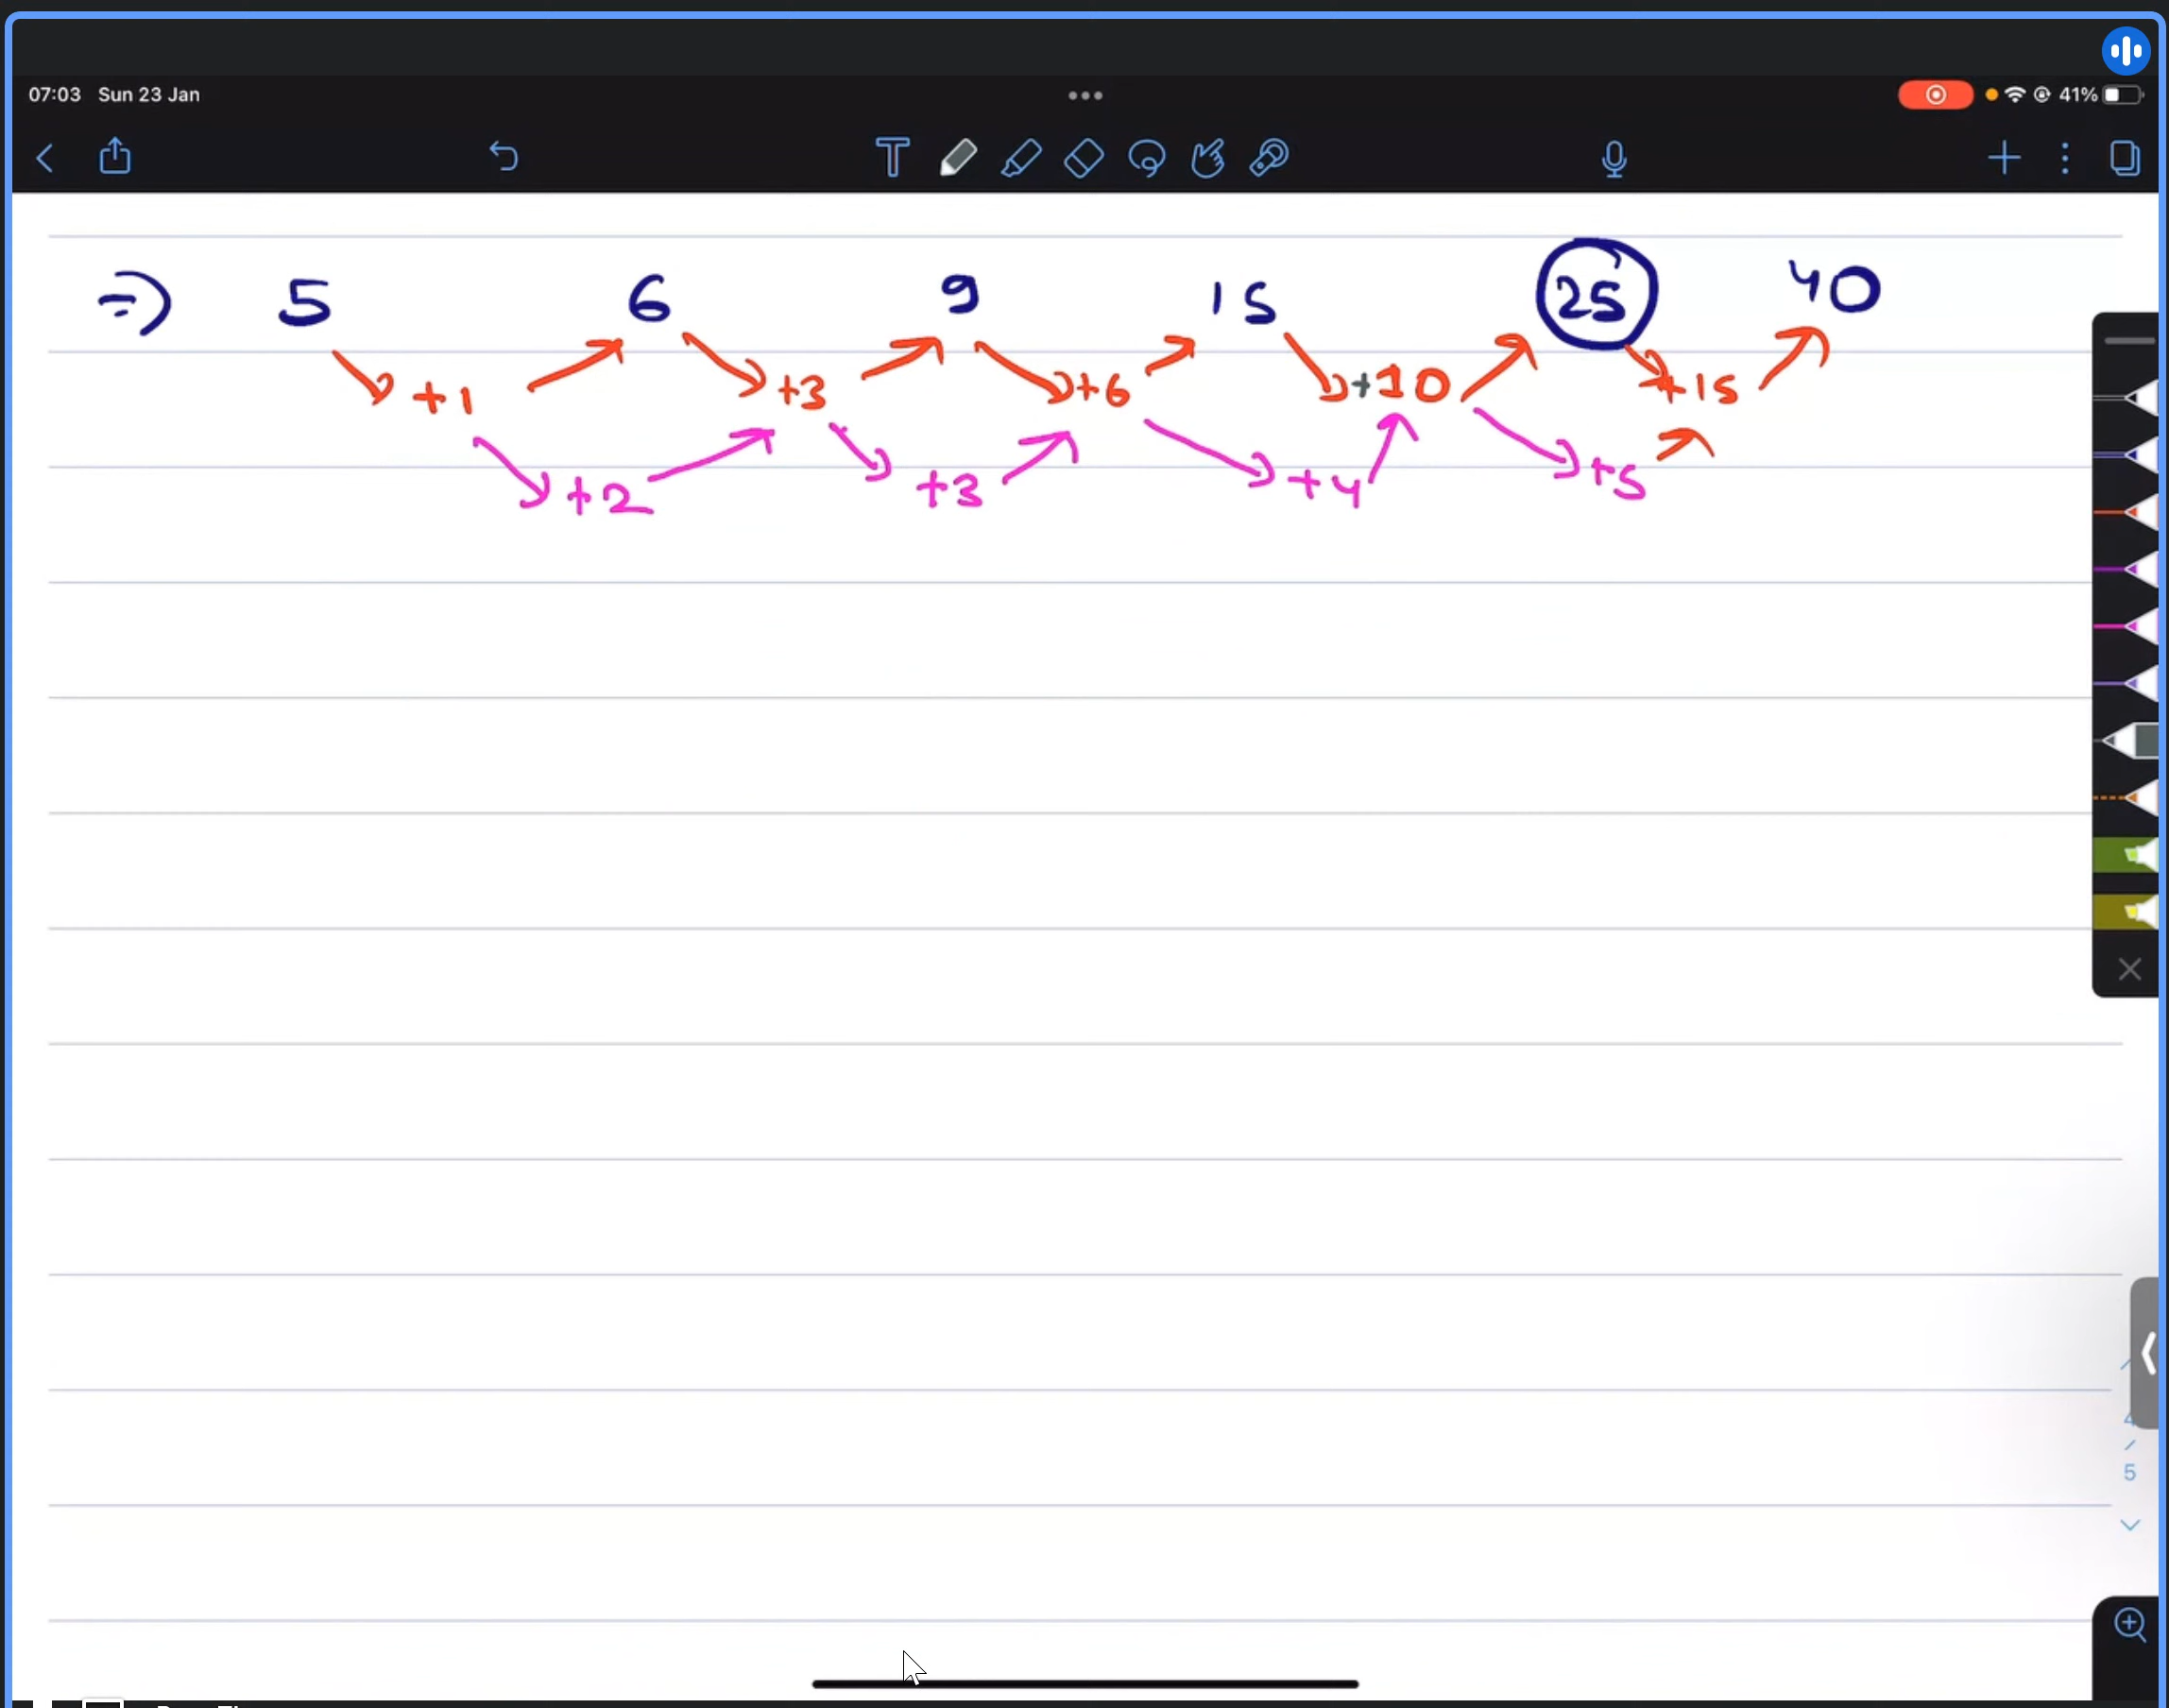 07:03 Sun 23 Jan 41%
=) 5 6 9 15 25 40
+1 +3 +6 +10 +15
+2 +3 +4 +5
5